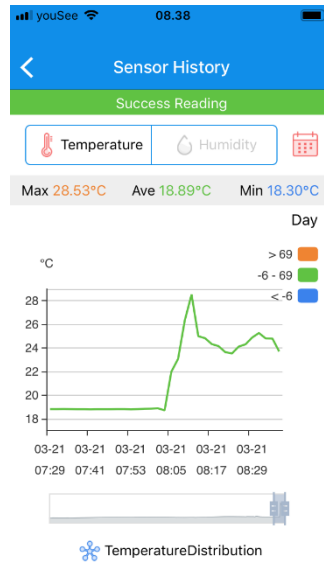 youSee 08.38
Sensor History
Success Reading
Temperature Humidity
Max 28.53°C Ave 18.89°C Min 18.30°C
Day
°C
> 69
-6 - 69
< -6
28
26
24
22
20
18
03-21 03-21 03-21 03-21 03-21 03-21
07:29 07:41 07:53 08:05 08:17 08:29
TemperatureDistribution